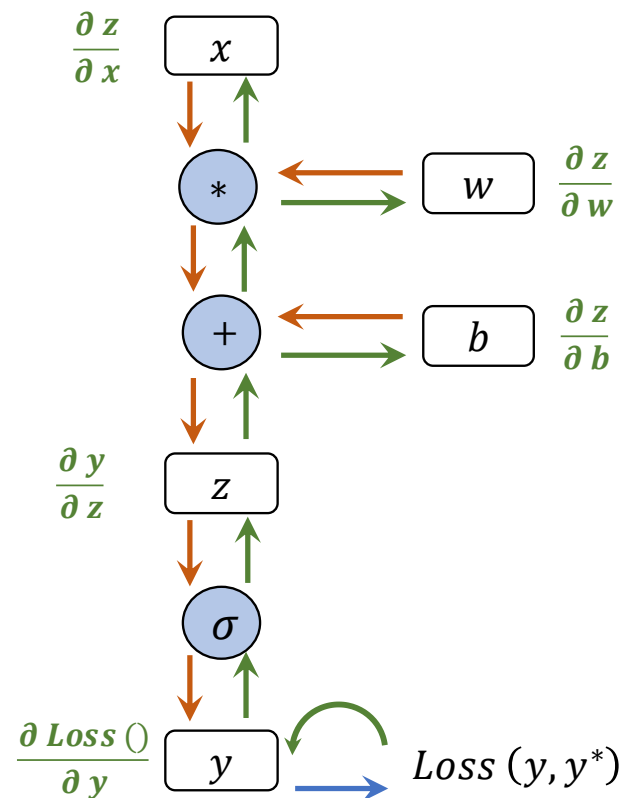 ∂ z
∂ x
x
*
w
∂ z
∂ w
+
b
∂ z
∂ b
∂ y
∂ z
z
σ
∂ Loss ()
∂ y
y
Loss (y, y*)